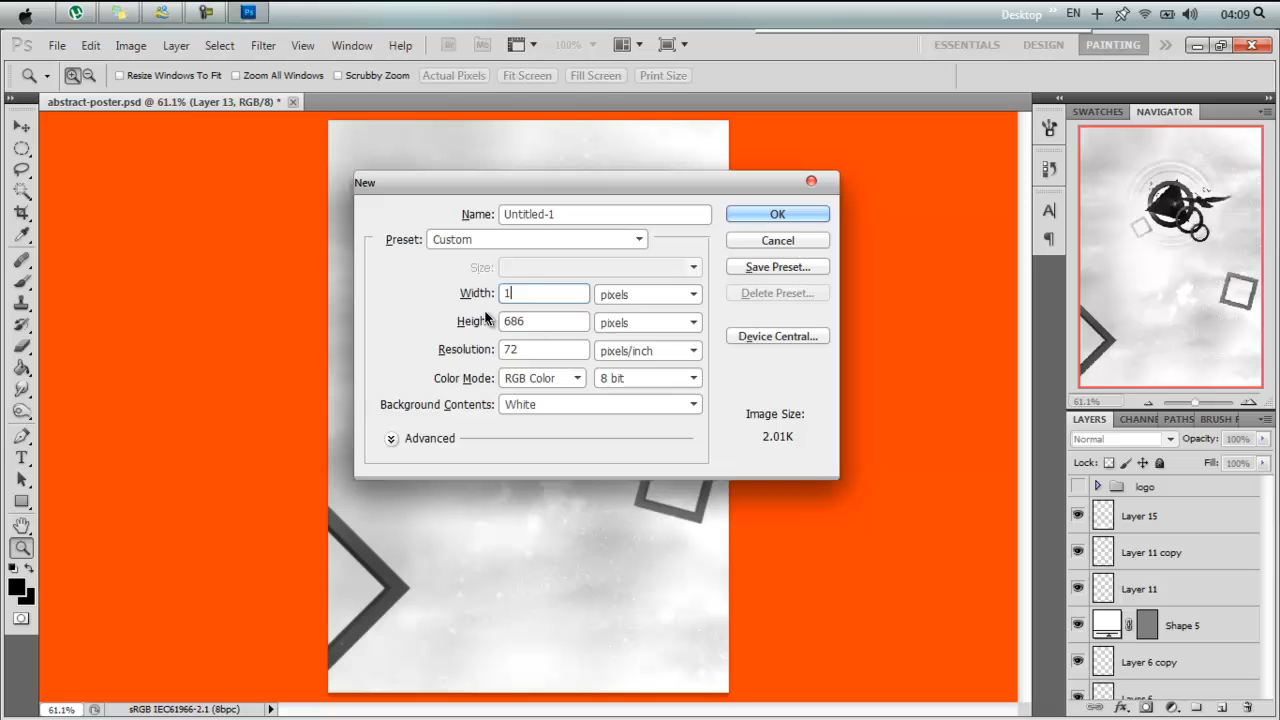 Desktop EN 04:09
Ps File Edit Image Layer Select Filter View Window Help Br Mb 100% ESSENTIALS DESIGN PAINTING
Resize Windows To Fit Zoom All Windows Scrubby Zoom Actual Pixels Fit Screen Fill Screen Print Size
abstract-poster.psd @ 61.1% (Layer 13, RGB/8) *
SWATCHES NAVIGATOR
New
Name: Untitled-1 OK
Preset: Custom Cancel
Size: Save Preset...
Width: 1 pixels Delete Preset...
Height: 686 pixels
Resolution: 72 pixels/inch Device Central...
Color Mode: RGB Color 8 bit
Background Contents: White Image Size:
2.01K
Advanced
61.1%
LAYERS CHANN PATHS BRUSH F
Normal Opacity: 100%
Lock: Fill: 100%
logo
Layer 15
Layer 11 copy
Layer 11
Shape 5
Layer 6 copy
Layer 6
61.1% sRGB IEC61966-2.1 (8bpc)